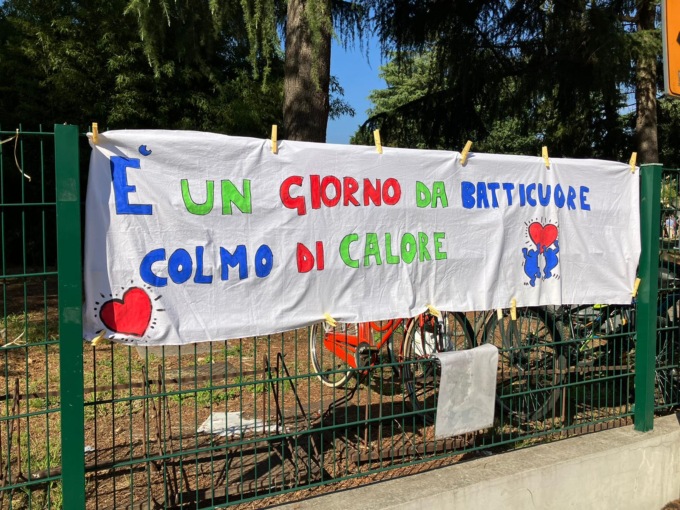 È UN GIORNO DA BATTICUORE
COLMO DI CALORE